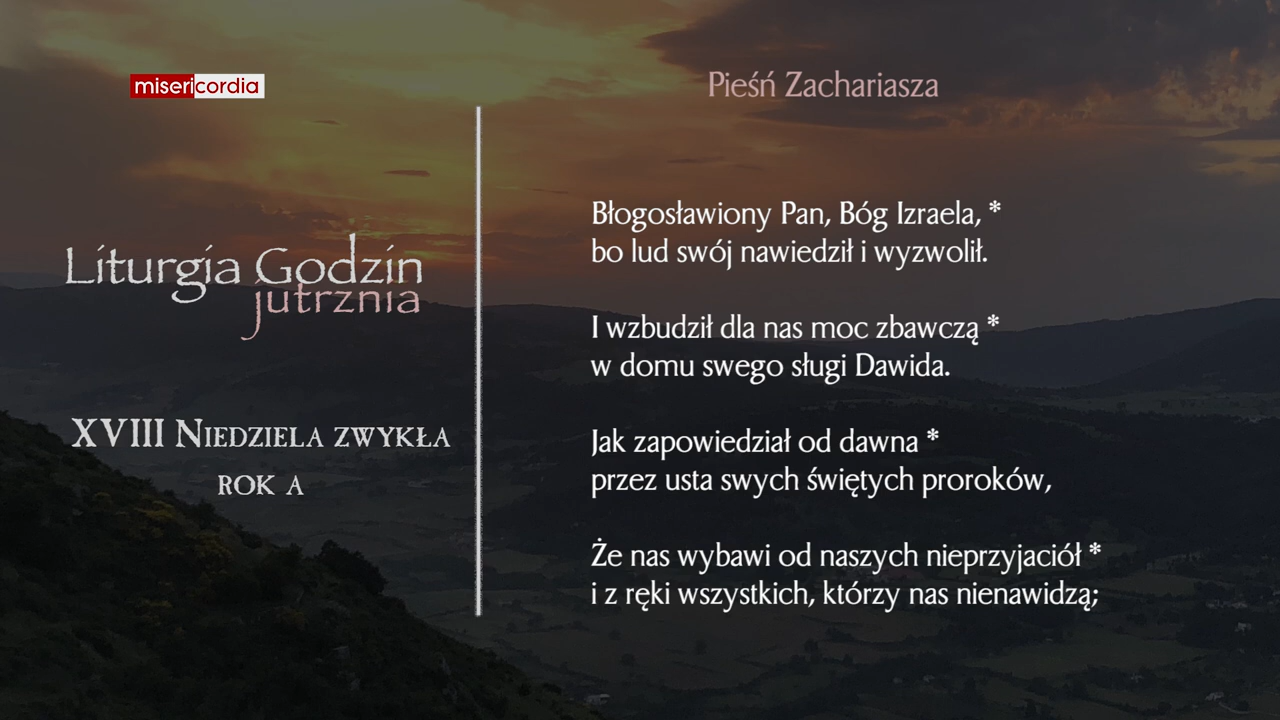 misericordia
Liturgia Godzin
jutrznia
XVIII Niedziela zwykła
rok A
Pieśń Zachariasza
Błogosławiony Pan, Bóg Izraela, *
bo lud swój nawiedził i wyzwolił.
I wzbudził dla nas moc zbawczą *
w domu swego sługi Dawida.
Jak zapowiedział od dawna *
przez usta swych świętych proroków,
Że nas wybawi od naszych nieprzyjaciół *
i z ręki wszystkich, którzy nas nienawidzą;